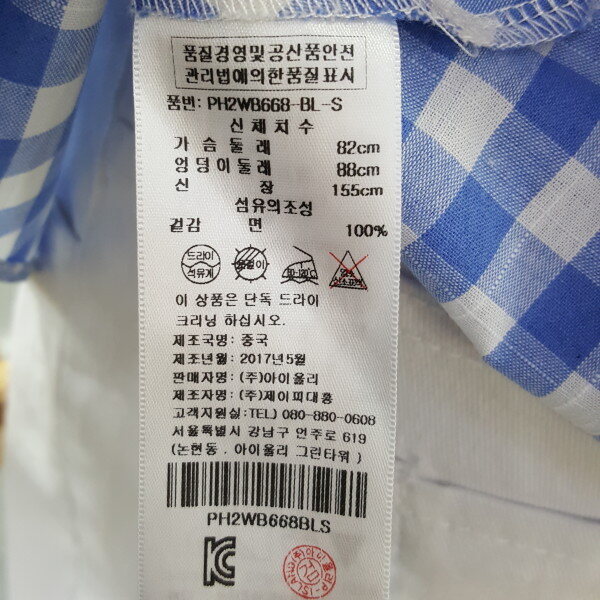 품질경영및공산품안전
관리법에의한품질표시
품번: PH2WB668-BL-S
신체치수
가슴둘레 82cm
엉덩이둘레 88cm
신장 155cm
섬유의조성
겉감 면 100%
드라이
석유계
이 상품은 단독 드라이
크리닝 하십시오.
제조국명: 중국
제조년월: 2017년5월
판매자명: (주)아이올리
제조자명: (주)제이피대흥
고객지원실:TEL) 080-880-0608
서울특별시 강남구 언주로 619
(논현동. 아이올리 그린타워)
PH2WB668BLS